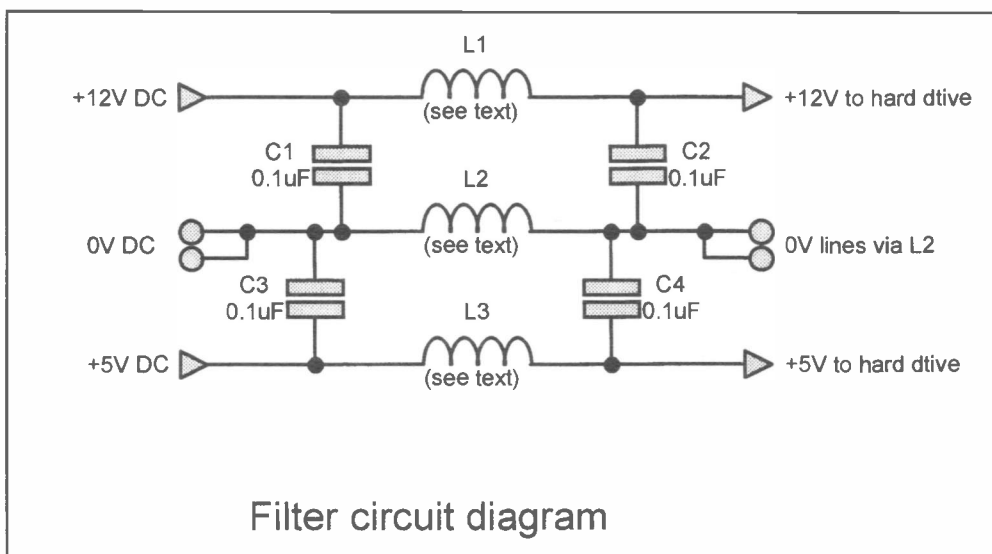 L1
+12V DC
(see text)
+12V to hard dtive
C1
0.1uF
C2
0.1uF
L2
0V DC
(see text)
0V lines via L2
C3
0.1uF
C4
0.1uF
L3
+5V DC
(see text)
+5V to hard dtive
Filter circuit diagram